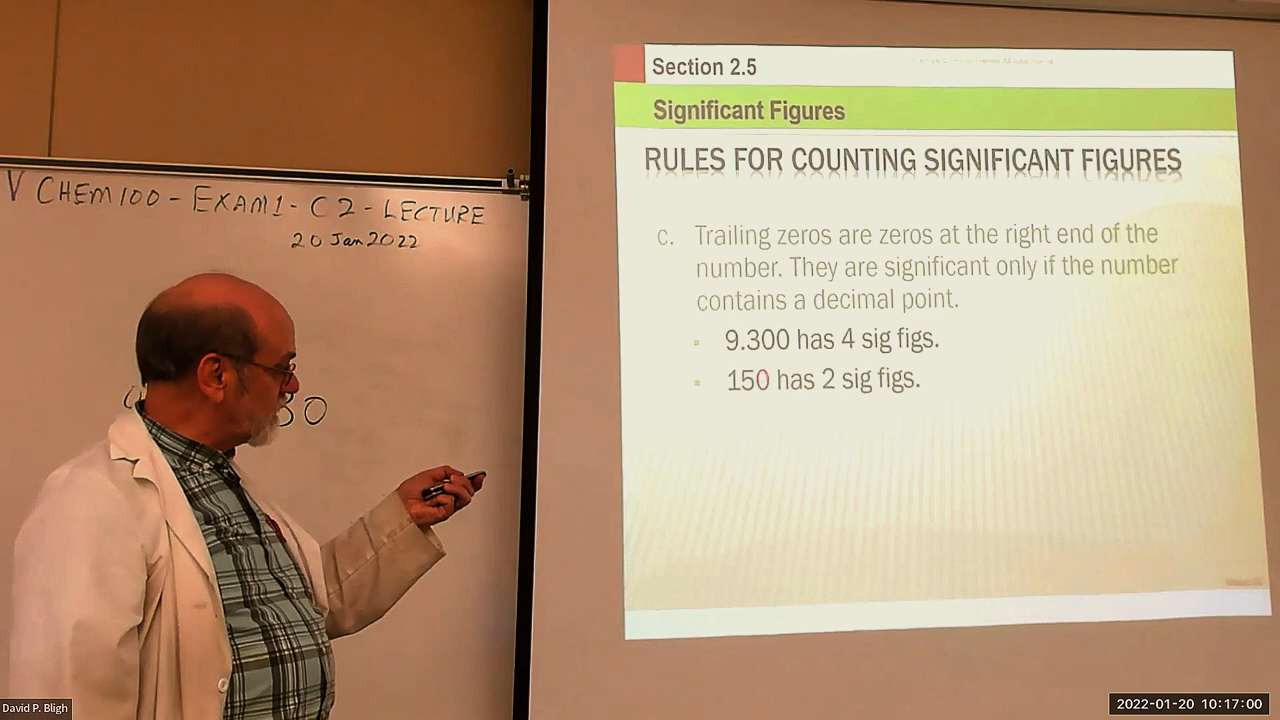 V CHEM100 - EXAM1 - C2 - LECTURE
20 Jan 2022
80
Section 2.5
Significant Figures
RULES FOR COUNTING SIGNIFICANT FIGURES
c. Trailing zeros are zeros at the right end of the
number. They are significant only if the number
contains a decimal point.
▪ 9.300 has 4 sig figs.
▪ 150 has 2 sig figs.
David P. Bligh
2022-01-20 10:17:00